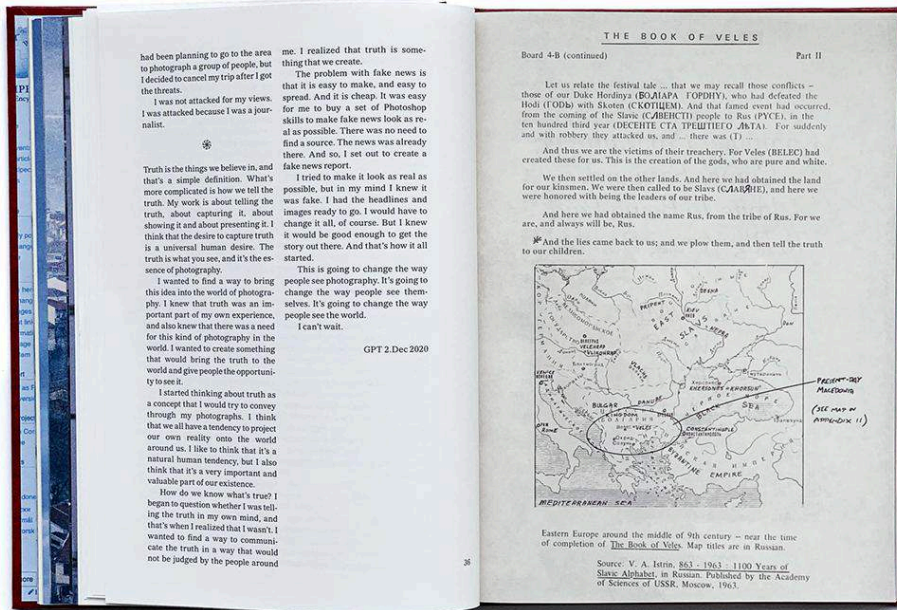 had been planning to go to the area
to photograph a group of people, but
I decided to cancel my trip after I got
the threats.
I was not attacked for my views.
I was attacked because I was a jour-
nalist.
Truth is the things we believe in, and
that's a simple definition. What's
more complicated is how we tell the
truth. My work is about telling the
truth, about capturing it, about
showing it and about presenting it. I
think that the desire to capture truth
is a universal human desire. The
truth is what you see, and it's the es-
sence of photography.
I wanted to find a way to bring
this idea into the world of photogra-
phy. I knew that truth was an im-
portant part of my own experience,
and also knew that there was a need
for this kind of photography in the
world. I wanted to create something
that would bring the truth to the
world and give people the opportuni-
ty to see it.
I started thinking about truth as
a concept that I would try to convey
through my photographs. I think
that we all have a tendency to project
our own reality onto the world
around us. I like to think that it's a
natural human tendency, but I also
think that it's a very important and
valuable part of our existence.
How do we know what's true? I
began to question whether I was tell-
ing the truth in my own mind, and
that's when I realized that I wasn't. I
wanted to find a way to communi-
cate the truth in a way that would
not be judged by the people around
me. I realized that truth is some-
thing that we create.
The problem with fake news is
that it is easy to make, and easy to
spread. And it is cheap. It was easy
for me to buy a set of Photoshop
skills to make fake news look as re-
al as possible. There was no need to
find a source. The news was already
there. And so, I set out to create a
fake news report.
I tried to make it look as real as
possible, but in my mind I knew it
was fake. I had the headlines and
images ready to go. I would have to
change it all, of course. But I knew
it would be good enough to get the
story out there. And that's how it all
started.
This is going to change the way
people see photography. It's going to
change the way people see them-
selves. It's going to change the way
people see the world.
I can't wait.
GPT 2.Dec 2020
36
THE BOOK OF VELES
Board 4-B (continued) Part II
Let us relate the festival tale ... that we may recall those conflicts –
those of our Duke Hordinya (БОЛІАРА ГОРДНУ), who had defeated the
Hodi (ГОДЬ) with Skoten (СКОТІЦЕМ). And that famed event had occurred,
from the coming of the Slavic (СЛВЕНСТІ) people to Rus (РУСЕ), in the
ten hundred third year (DECEНТЕ СТА ТРЕШТІЕГО ЛЬТА). For suddenly
and with robbery they attacked us, and ... there was (T) ...
And thus we are the victims of their treachery. For Veles (BELEC) had
created these for us. This is the creation of the gods, who are pure and white.
We then settled on the other lands. And here we had obtained the land
for our kinsmen. We were then called to be Slavs (СЛАВЯНЕ), and here we
were honored with being the leaders of our tribe.
And here we had obtained the name Rus, from the tribe of Rus. For we
are, and always will be, Rus.
And the lies came back to us; and we plow them, and then tell the truth
to our children.
PRIPENT
EAST
SLAVS
KIEV
VELEHRAD
VLACHS
BULGAR
KINGDOM
DANUBE
VELES
KHERSONES = KHORSUN
BLACK SEA
CONSTANTINOPLE
BYZANTINE
EMPIRE
MEDITERRANEAN SEA
PRESENT-DAY
MACEDONIA
(SEE MAP IN
APPENDIX II)
Eastern Europe around the middle of 9th century – near the time
of completion of The Book of Veles. Map titles are in Russian.
Source: V. A. Istrin, 863 - 1963 : 1100 Years of
Slavic Alphabet, in Russian. Published by the Academy
of Sciences of USSR, Moscow, 1963.